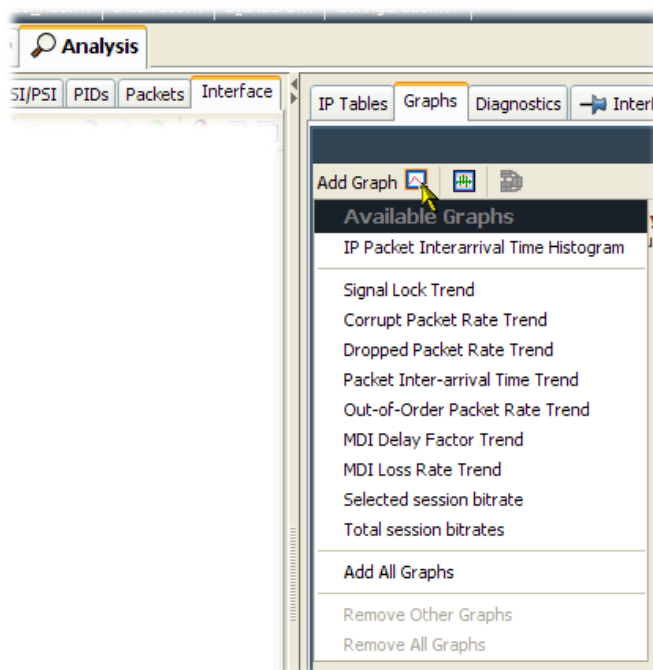 Analysis
SI/PSI PIDs Packets Interface
IP Tables Graphs Diagnostics
Add Graph
Available Graphs
IP Packet Interarrival Time Histogram
Signal Lock Trend
Corrupt Packet Rate Trend
Dropped Packet Rate Trend
Packet Inter-arrival Time Trend
Out-of-Order Packet Rate Trend
MDI Delay Factor Trend
MDI Loss Rate Trend
Selected session bitrate
Total session bitrates
Add All Graphs
Remove Other Graphs
Remove All Graphs